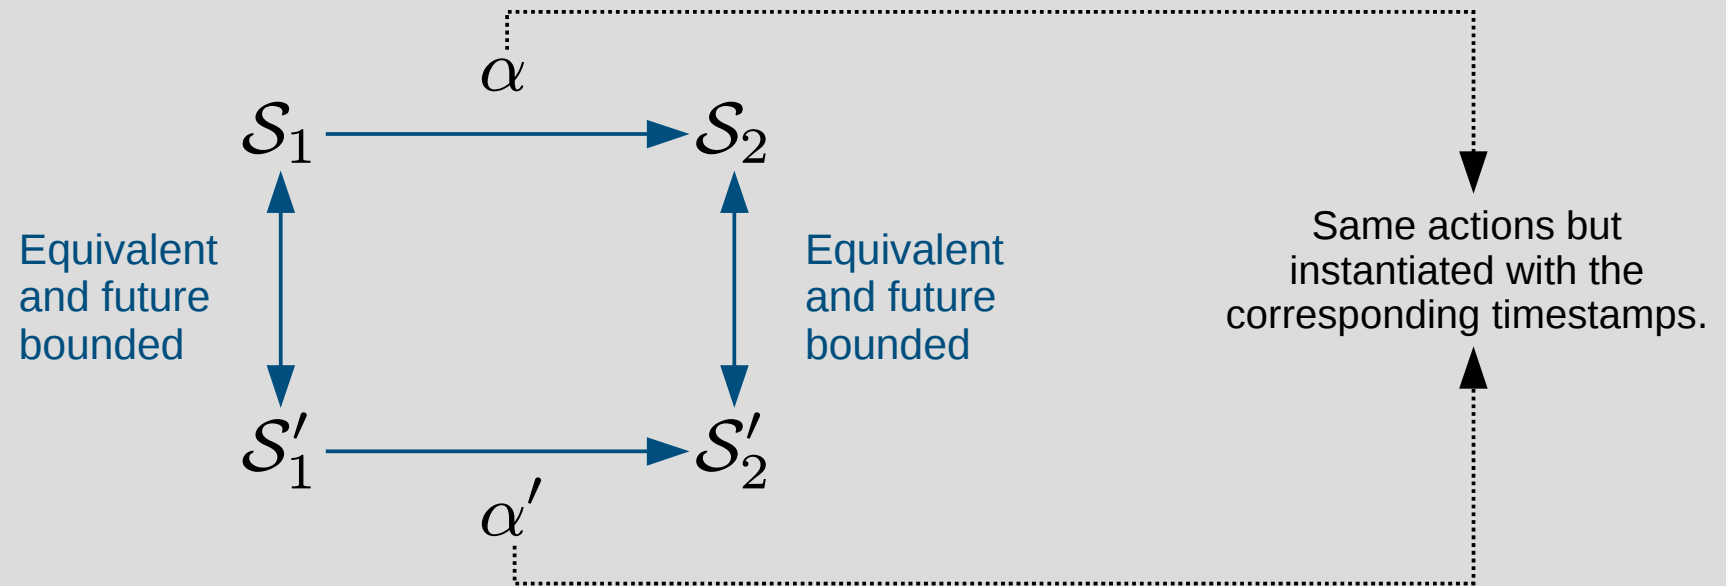 α
𝒮₁
𝒮₂
Equivalent
and future
bounded
Equivalent
and future
bounded
Same actions but
instantiated with the
corresponding timestamps.
𝒮′₁
𝒮′₂
α′